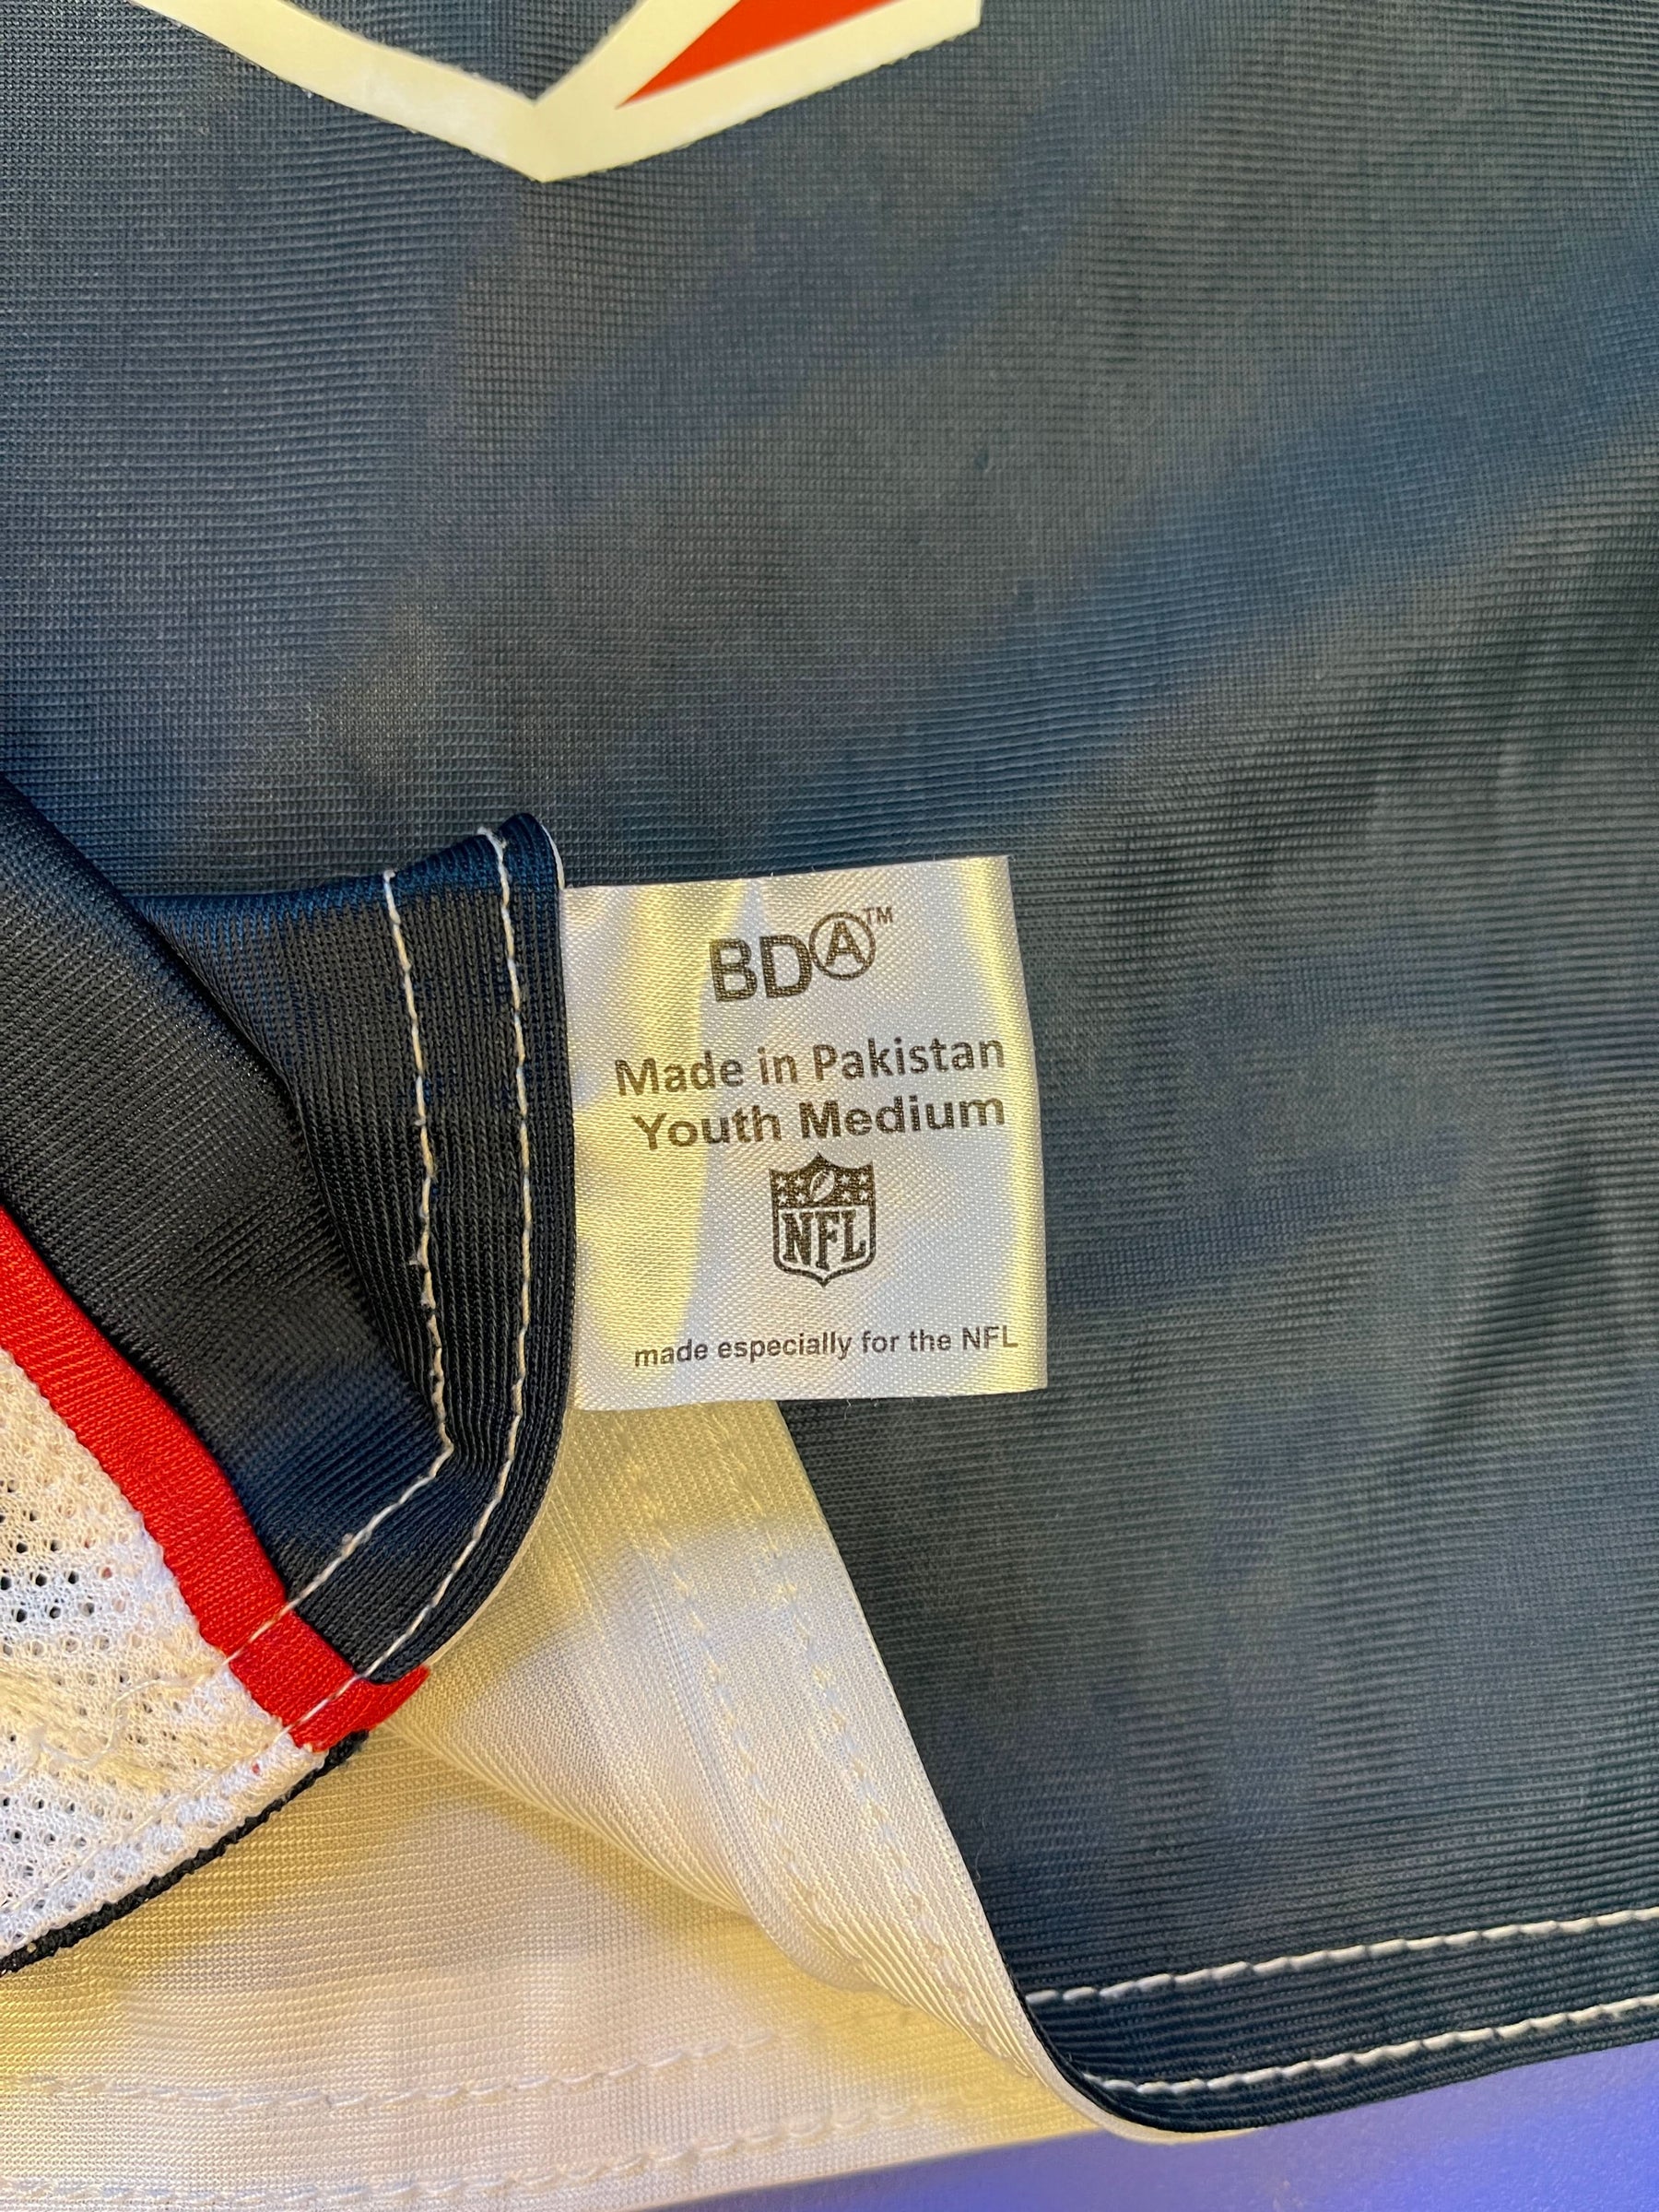 BDA™
Made in Pakistan
Youth Medium
NFL
made especially for the NFL